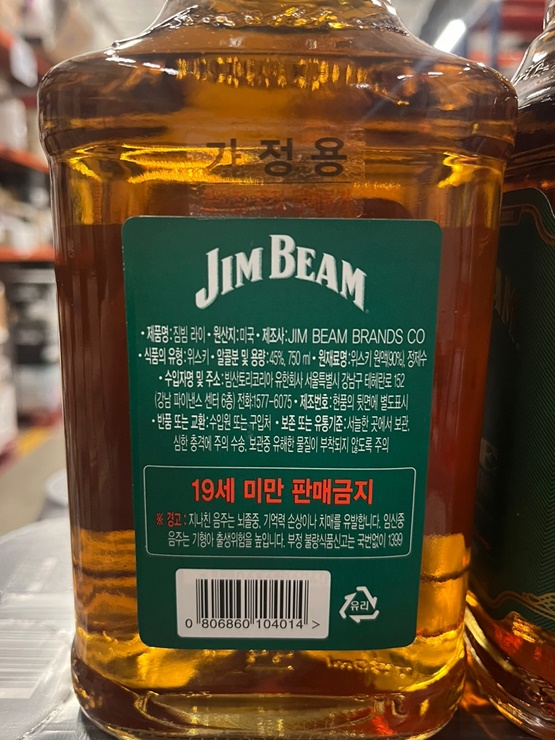 가정용
JIM BEAM
• 제품명: 짐빔 라이 • 원산지: 미국 • 제조사: JIM BEAM BRANDS CO
• 식품의 유형: 위스키 • 알콜분 및 용량: 45%, 750 ml • 원재료명: 위스키 원액(90%), 정제수
• 수입자명 및 주소: 빔산토리코리아 유한회사 서울특별시 강남구 테헤란로 152
(강남 파이낸스 센터 6층) 전화:1577-6075 • 제조번호: 현품의 뒷면에 별도표시
• 반품 또는 교환: 수입원 또는 구입처 • 보존 또는 유통기준: 서늘한 곳에서 보관.
심한 충격에 주의 수송, 보관중 유해한 물질이 부착되지 않도록 주의
19세 미만 판매금지
※ 경고 : 지나친 음주는 뇌졸중, 기억력 손상이나 치매를 유발합니다. 임신중
음주는 기형아 출생위험을 높입니다. 부정 불량식품신고는 국번없이 1399
0 806860 104014 >
유리